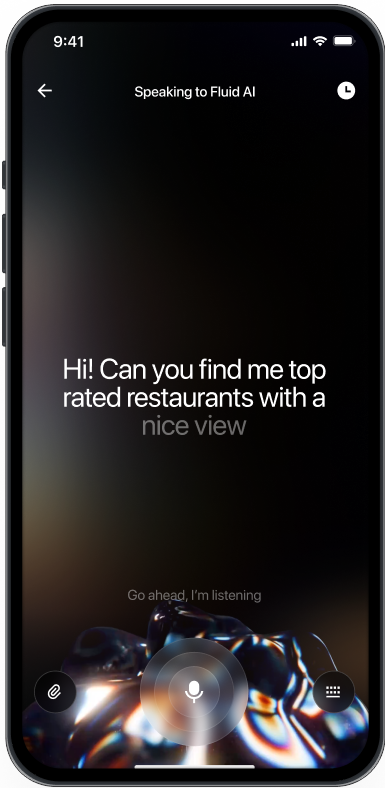 9:41
Speaking to Fluid AI
Hi! Can you find me top
rated restaurants with a
nice view
Go ahead, I'm listening